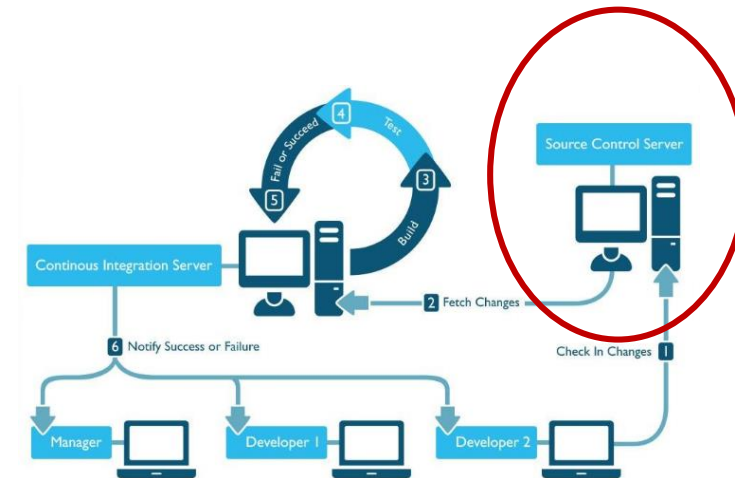 4
Test
Fail or Succeed
Source Control Server
3
5
Build
Continous Integration Server
2 Fetch Changes
6 Notify Success or Failure
Check In Changes 1
Manager
Developer 1
Developer 2